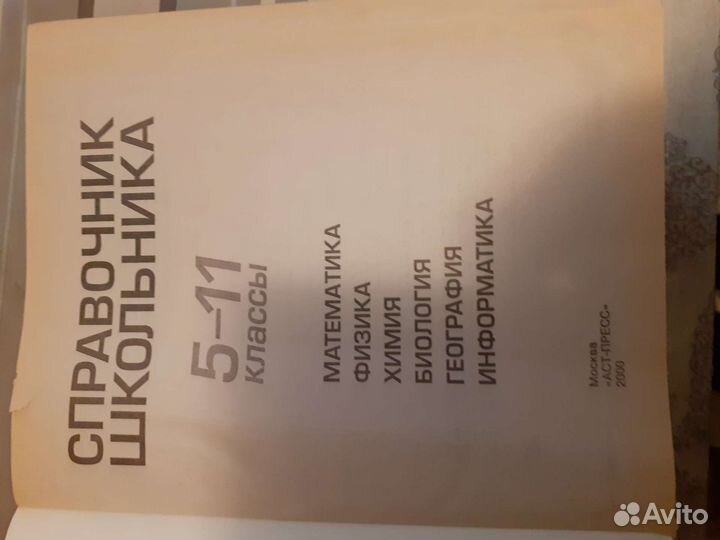 СПРАВОЧНИК
ШКОЛЬНИКА
5–11
классы
МАТЕМАТИКА
ФИЗИКА
ХИМИЯ
БИОЛОГИЯ
ГЕОГРАФИЯ
ИНФОРМАТИКА
Москва
«АСТ-ПРЕСС»
2000
Avito